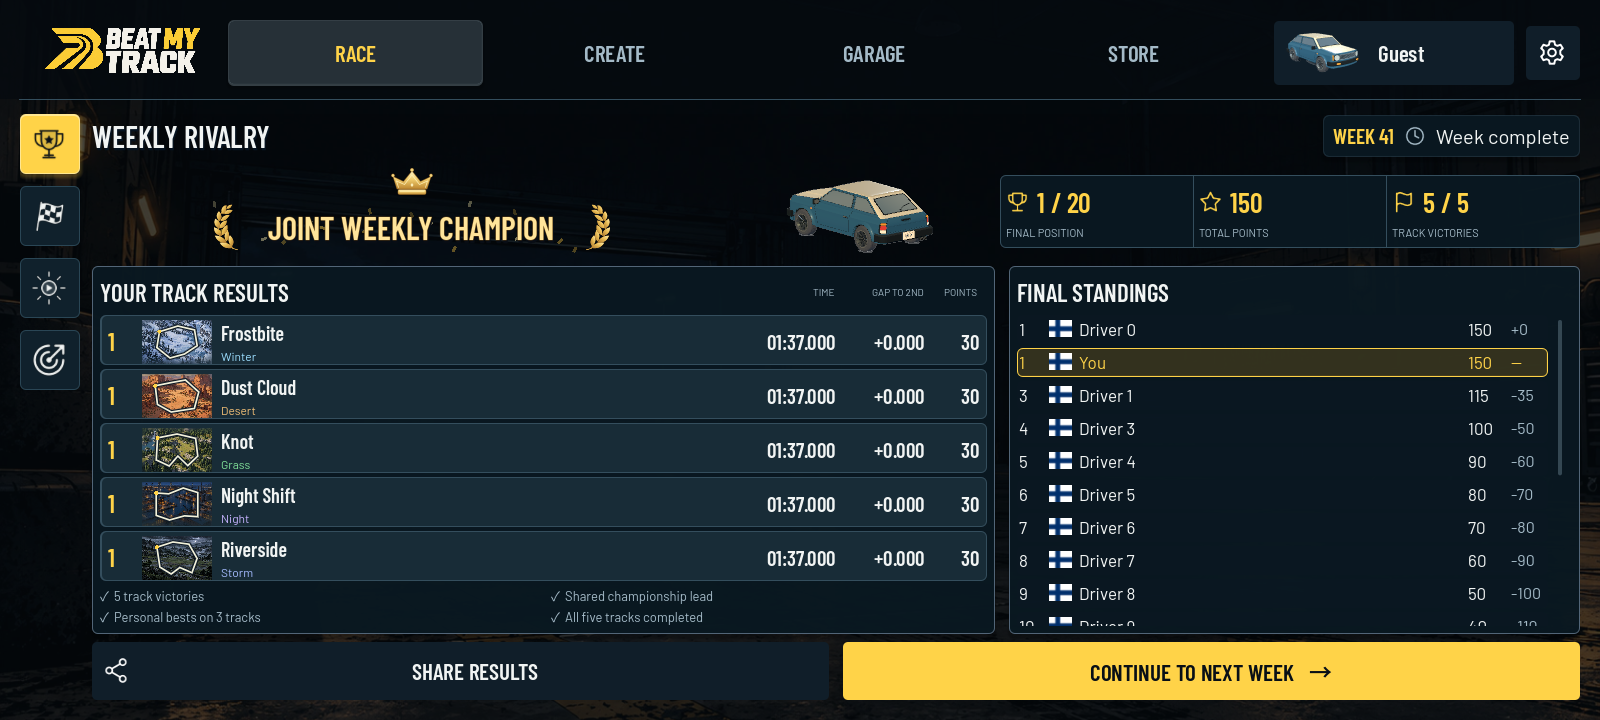 BEAT MY TRACK
RACE
CREATE
GARAGE
STORE
Guest
WEEKLY RIVALRY
WEEK 41 Week complete
JOINT WEEKLY CHAMPION
1 / 20
FINAL POSITION
150
TOTAL POINTS
5 / 5
TRACK VICTORIES
YOUR TRACK RESULTS TIME GAP TO 2ND POINTS
1 Frostbite 01:37.000 +0.000 30
Winter
1 Dust Cloud 01:37.000 +0.000 30
Desert
1 Knot 01:37.000 +0.000 30
Grass
1 Night Shift 01:37.000 +0.000 30
Night
1 Riverside 01:37.000 +0.000 30
Storm
✓ 5 track victories
✓ Shared championship lead
✓ Personal bests on 3 tracks
✓ All five tracks completed
FINAL STANDINGS
1 Driver 0 150 +0
1 You 150 —
3 Driver 1 115 -35
4 Driver 3 100 -50
5 Driver 4 90 -60
6 Driver 5 80 -70
7 Driver 6 70 -80
8 Driver 7 60 -90
9 Driver 8 50 -100
10 Driver 9 40 -110
SHARE RESULTS
CONTINUE TO NEXT WEEK →